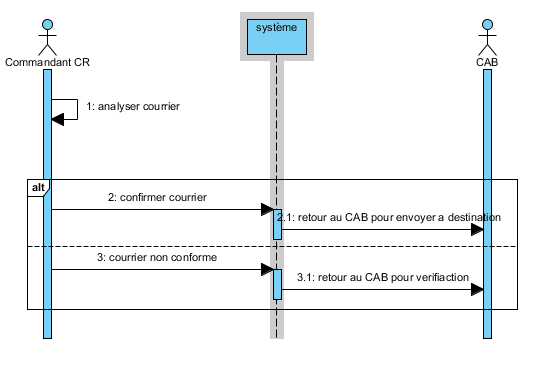 système
Commandant CR
CAB
1: analyser courrier
alt
2: confirmer courrier
2.1: retour au CAB pour envoyer a destination
3: courrier non conforme
3.1: retour au CAB pour verifiaction